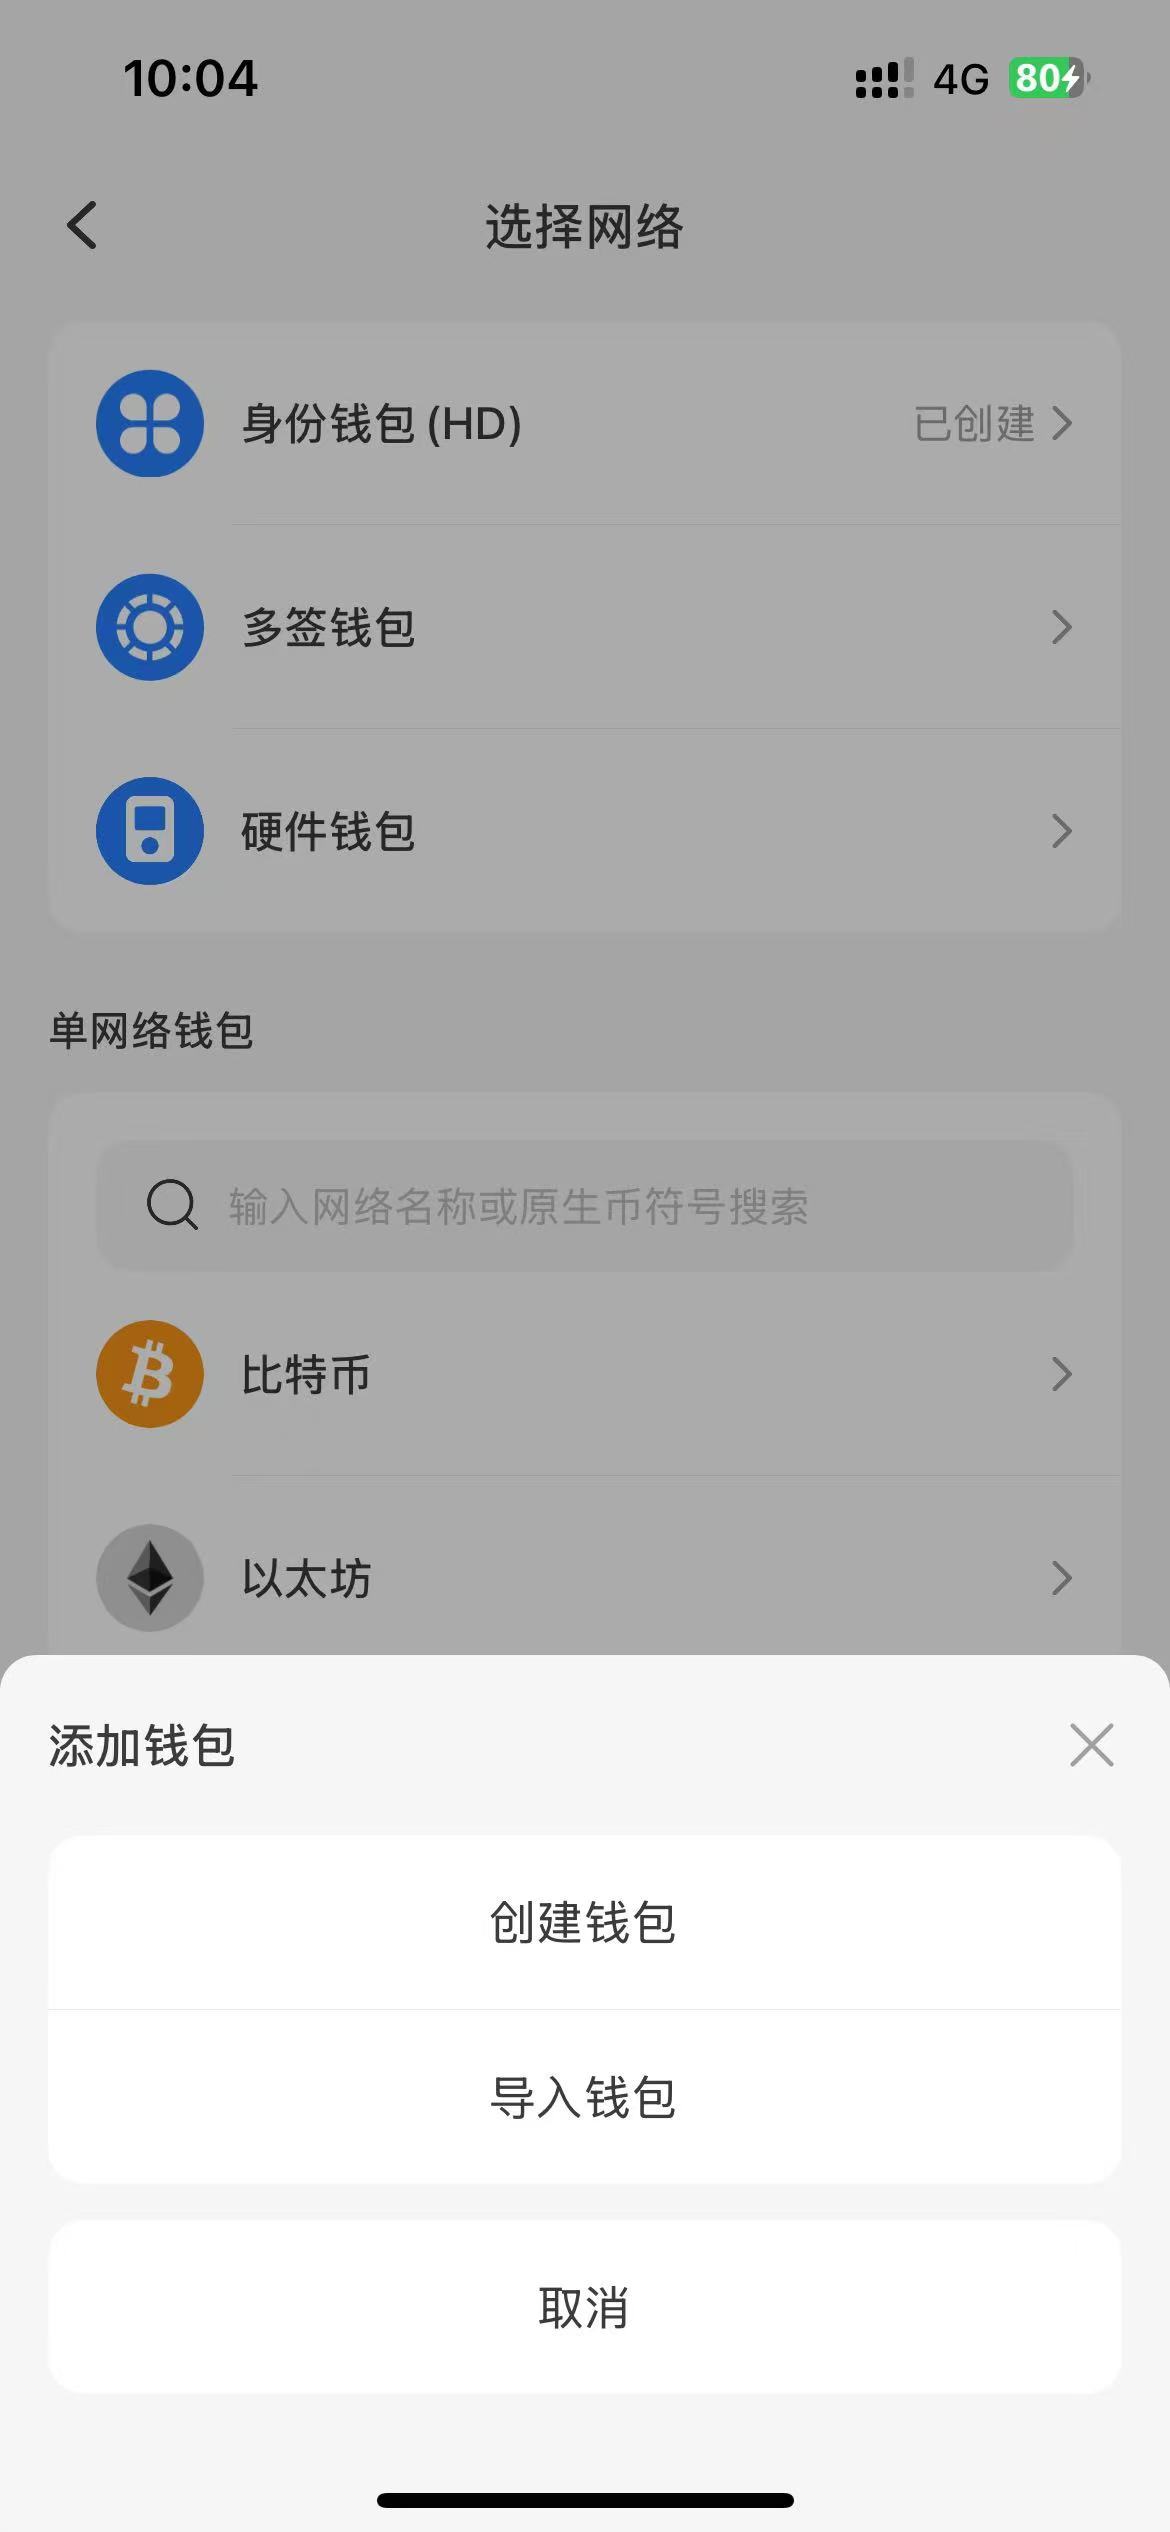 10:04
4G
80
选择网络
身份钱包 (HD)
已创建
多签钱包
硬件钱包
单网络钱包
输入网络名称或原生币符号搜索
比特币
以太坊
添加钱包
创建钱包
导入钱包
取消